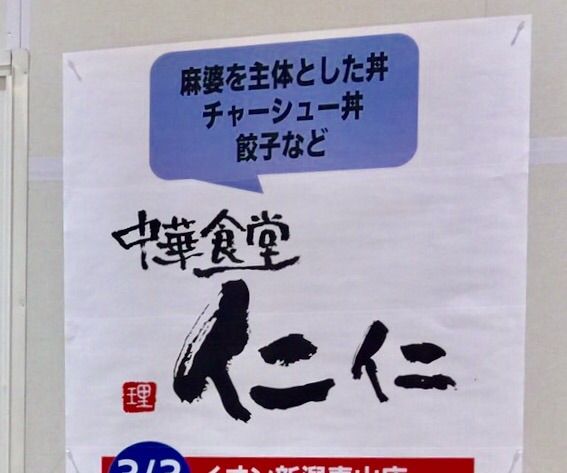 麻婆を主体とした丼
チャーシュー丼
餃子など
中華食堂
仁仁
理